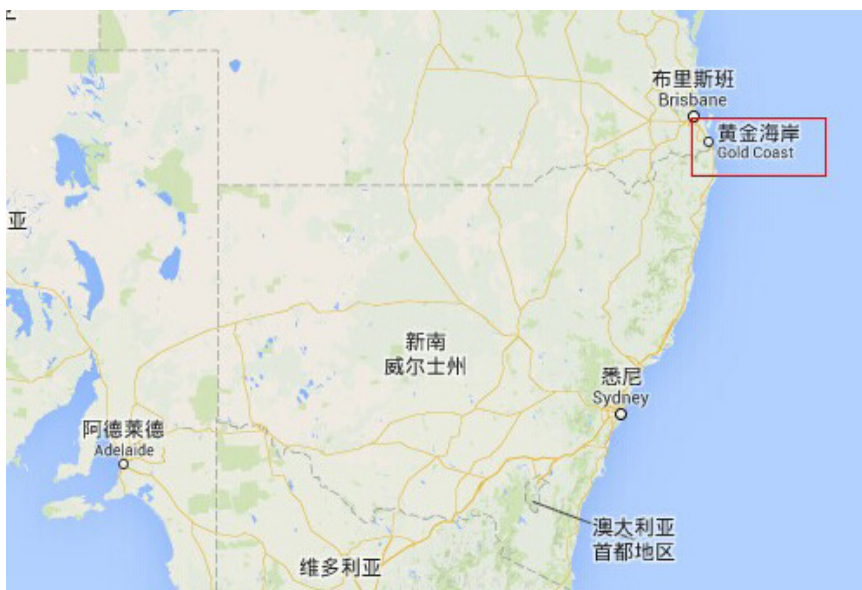 布里斯班
Brisbane
黄金海岸
Gold Coast
亚
新南
威尔士州
悉尼
Sydney
阿德莱德
Adelaide
澳大利亚
首都地区
维多利亚